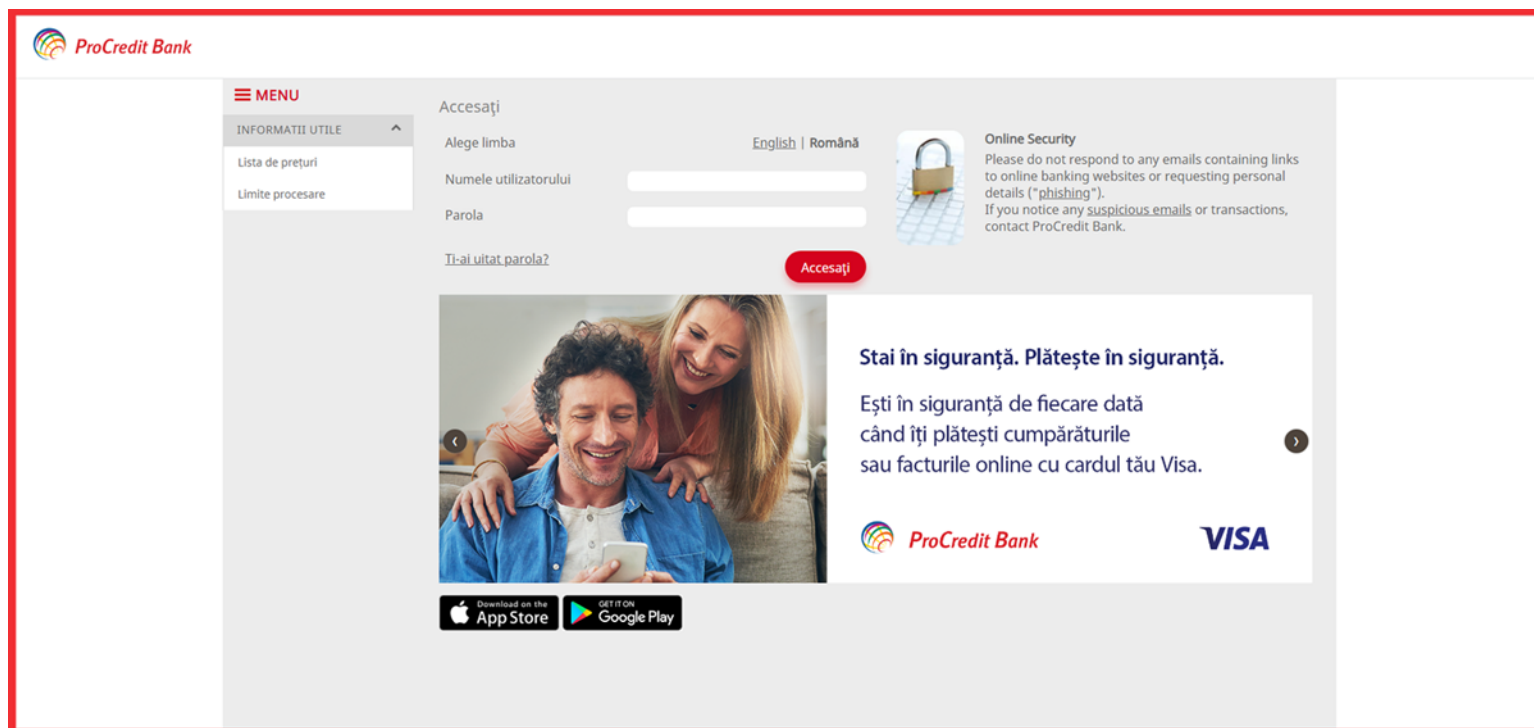 ProCredit Bank
MENU
INFORMATII UTILE
Lista de prețuri
Limite procesare
Accesaţi
Alege limba
English | Română
Numele utilizatorului
Parola
Ti-ai uitat parola?
Accesaţi
Online Security
Please do not respond to any emails containing links
to online banking websites or requesting personal
details ("phishing").
If you notice any suspicious emails or transactions,
contact ProCredit Bank.
Stai în siguranță. Plătește în siguranță.
Ești în siguranță de fiecare dată
când îți plătești cumpărăturile
sau facturile online cu cardul tău Visa.
ProCredit Bank
VISA
Download on the
App Store
GET IT ON
Google Play